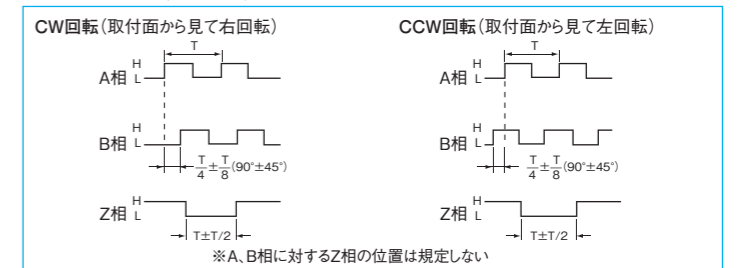 CW回転(取付面から見て右回転)
T
A相 H L
B相 H L
T/4±T/8(90°±45°)
Z相 H L
T±T/2
CCW回転(取付面から見て左回転)
T
A相 H L
B相 H L
T/4±T/8(90°±45°)
Z相 H L
T±T/2
※A、B相に対するZ相の位置は規定しない